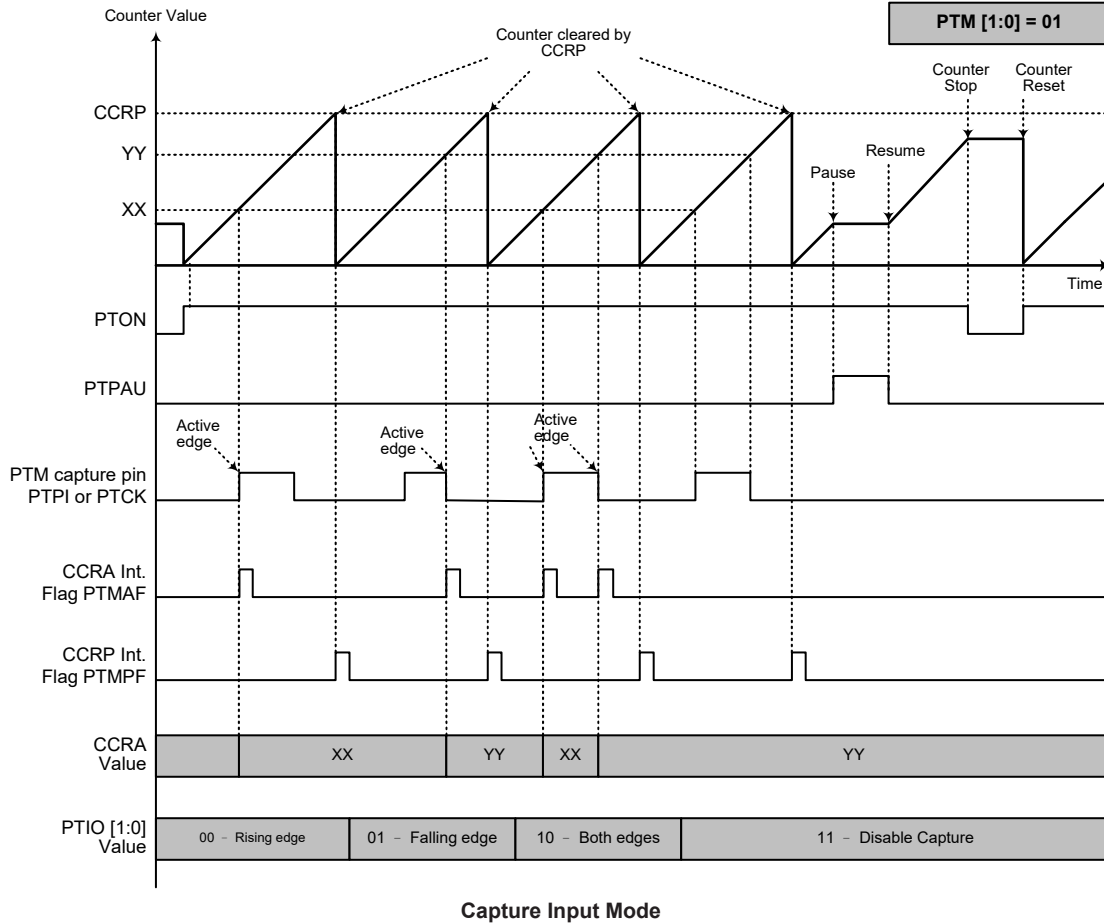 Counter Value
PTM [1:0] = 01
Counter cleared by
CCRP
Counter
Stop
Counter
Reset
CCRP
YY
XX
Pause
Resume
Time
PTON
PTPAU
Active
edge
Active
edge
Active
edge
PTM capture pin
PTPI or PTCK
CCRA Int.
Flag PTMAF
CCRP Int.
Flag PTMPF
CCRA
Value
XX
YY
XX
YY
PTIO [1:0]
Value
00 – Rising edge
01 – Falling edge
10 – Both edges
11 – Disable Capture
Capture Input Mode